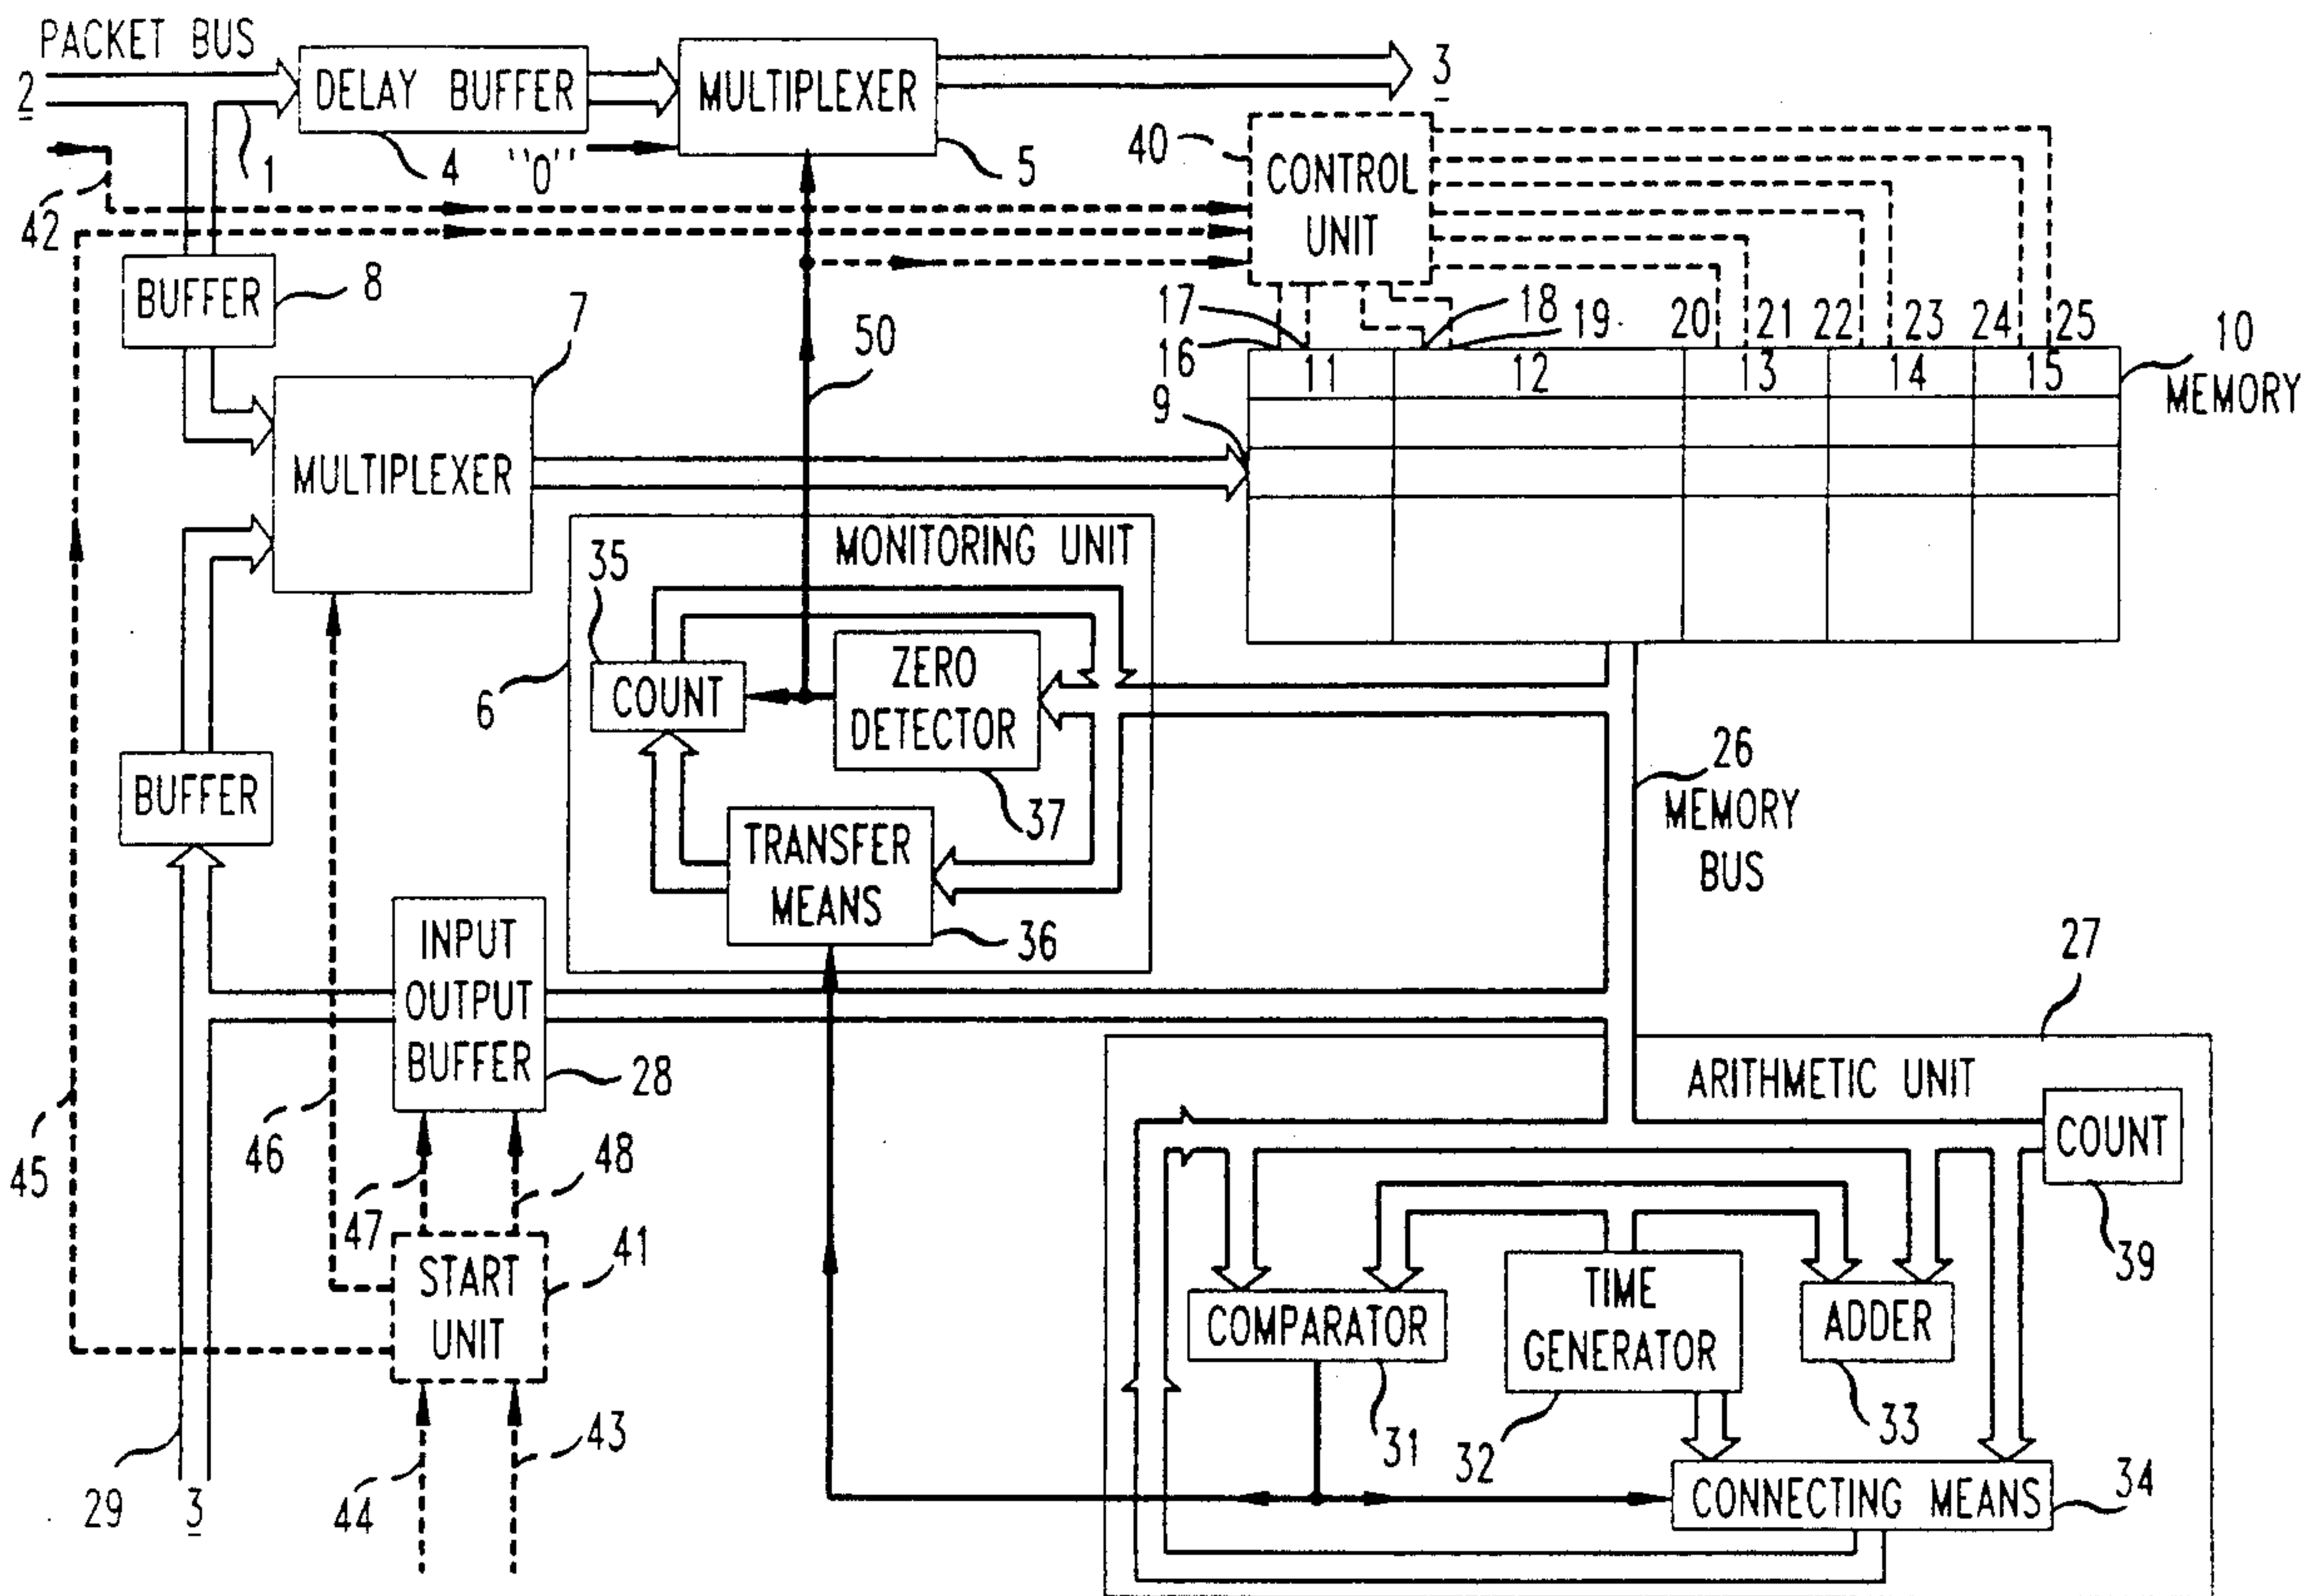 PACKET BUS
2
DELAY BUFFER
MULTIPLEXER
3
1
4
"0"
5
40
CONTROL
UNIT
42
BUFFER
8
7
50
17
16
18
19
20
21
22
23
24
25
10
MEMORY
11
12
13
14
15
9
MULTIPLEXER
MONITORING UNIT
35
6
COUNT
ZERO
DETECTOR
37
26
MEMORY
BUS
BUFFER
TRANSFER
MEANS
36
INPUT
OUTPUT
BUFFER
28
27
ARITHMETIC UNIT
COUNT
39
45
46
47
48
START
UNIT
41
TIME
GENERATOR
COMPARATOR
ADDER
31
32
33
CONNECTING MEANS
34
29
3
44
43